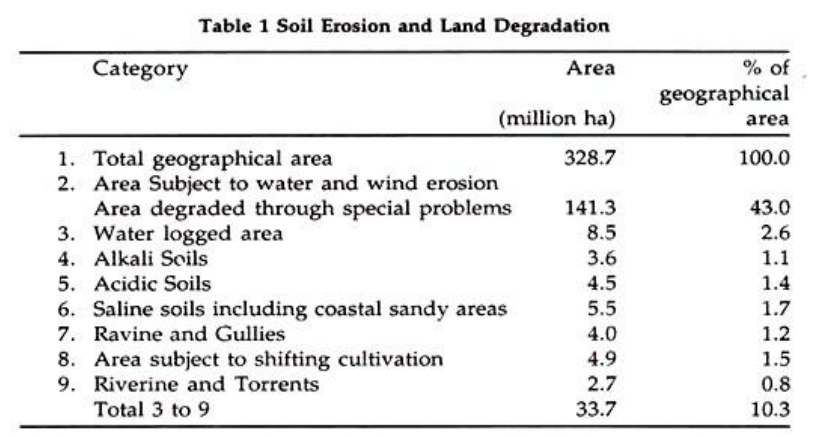 Table 1 Soil Erosion and Land Degradation
Category Area % of
geographical
(million ha) area
1. Total geographical area 328.7 100.0
2. Area Subject to water and wind erosion
Area degraded through special problems 141.3 43.0
3. Water logged area 8.5 2.6
4. Alkali Soils 3.6 1.1
5. Acidic Soils 4.5 1.4
6. Saline soils including coastal sandy areas 5.5 1.7
7. Ravine and Gullies 4.0 1.2
8. Area subject to shifting cultivation 4.9 1.5
9. Riverine and Torrents 2.7 0.8
Total 3 to 9 33.7 10.3